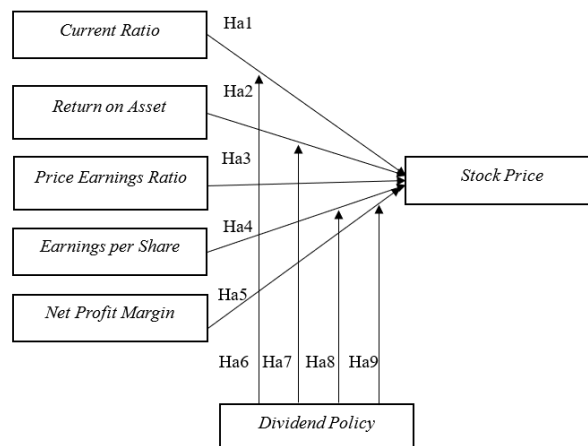 Current Ratio
Ha1
Return on Asset
Ha2
Price Earnings Ratio
Ha3
Stock Price
Earnings per Share
Ha4
Net Profit Margin
Ha5
Ha6 Ha7 Ha8 Ha9
Dividend Policy